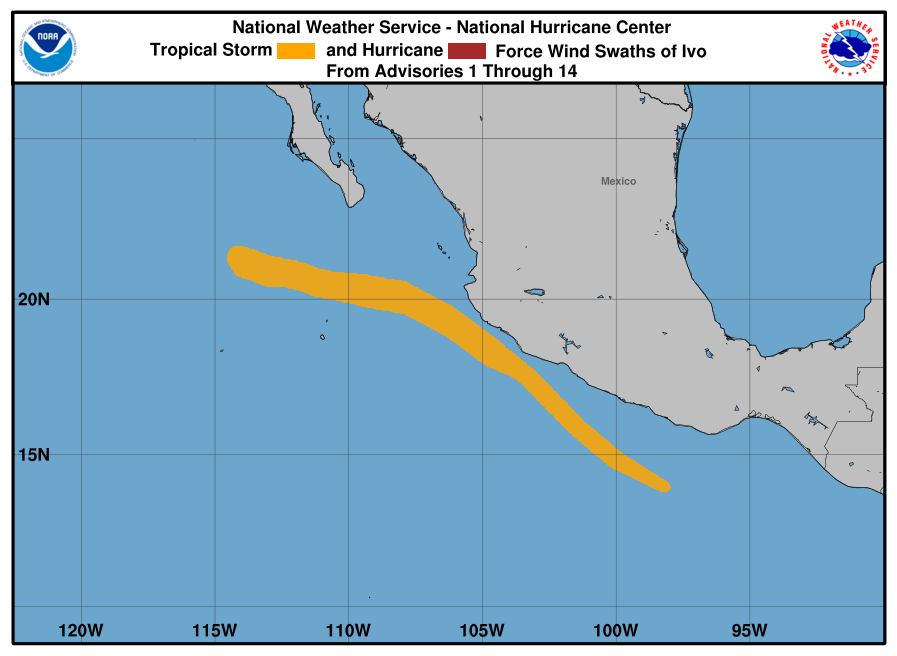 National Weather Service - National Hurricane Center
Tropical Storm and Hurricane Force Wind Swaths of Ivo
From Advisories 1 Through 14
NOAA
NATIONAL WEATHER SERVICE
Mexico
20N
15N
120W 115W 110W 105W 100W 95W